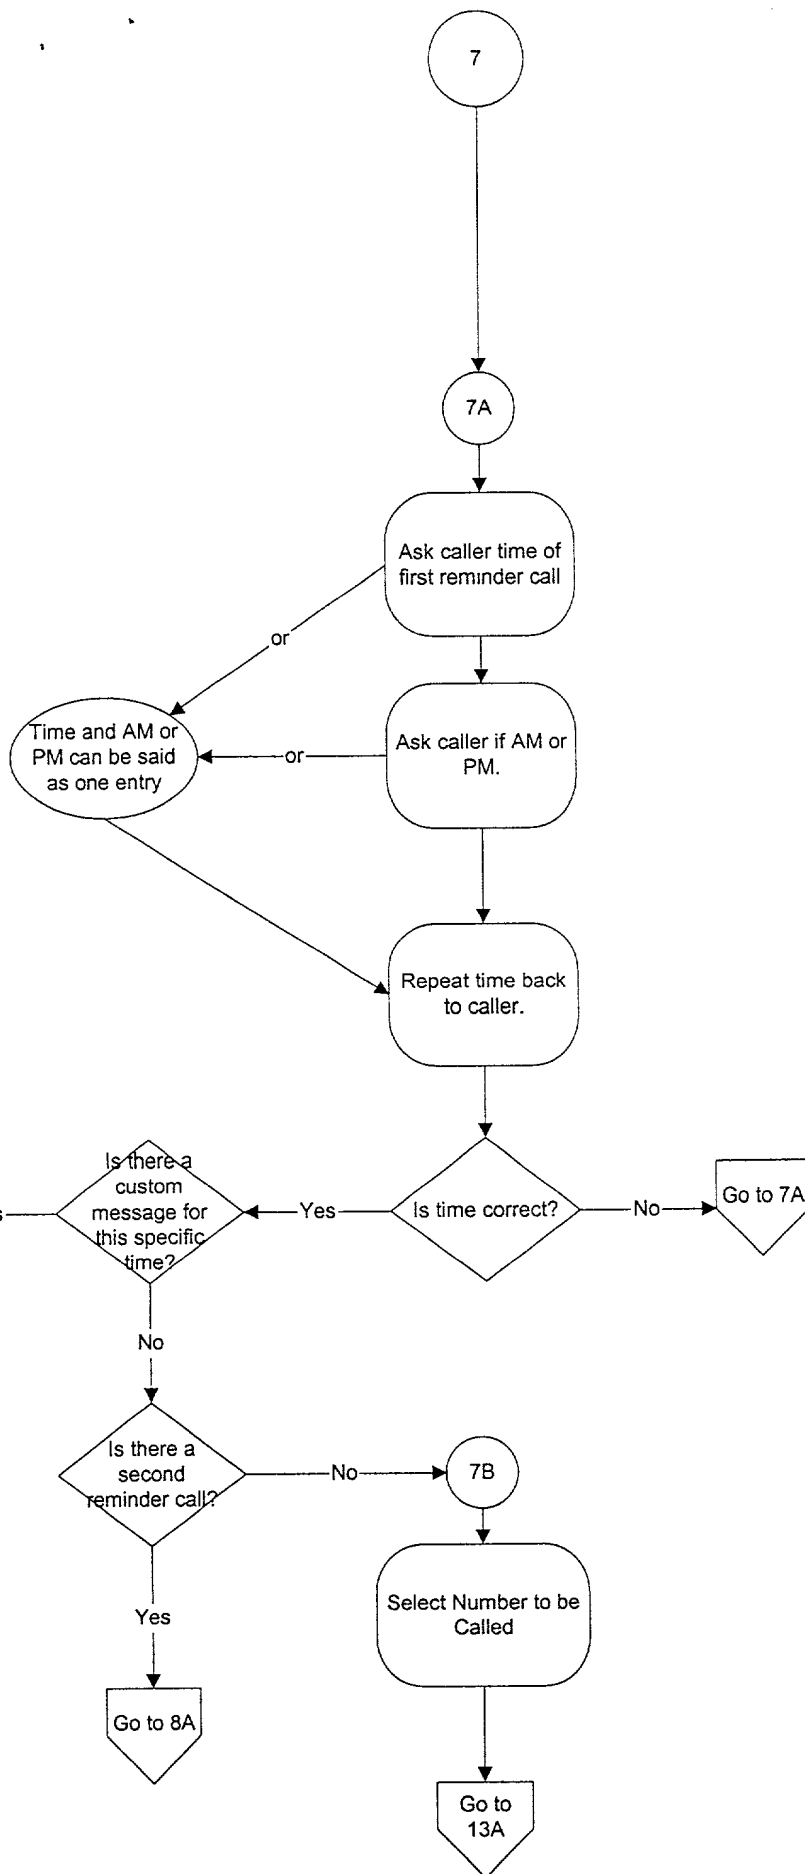 7
7A
Ask caller time of
first reminder call
or
Time and AM or
PM can be said
as one entry
or
Ask caller if AM or
PM.
Repeat time back
to caller.
Is there a
custom
message for
this specific
time?
Yes
Is time correct?
No
Go to 7A
No
Is there a
second
reminder call?
No
7B
Yes
Select Number to be
Called
Go to 8A
Go to
13A